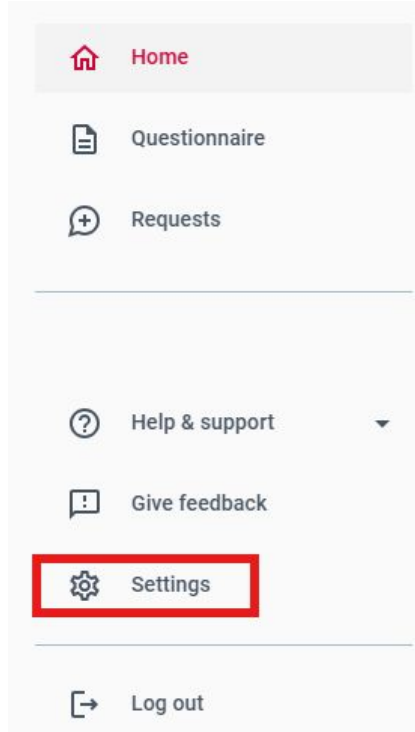 Home
Questionnaire
Requests
Help & support
Give feedback
Settings
Log out